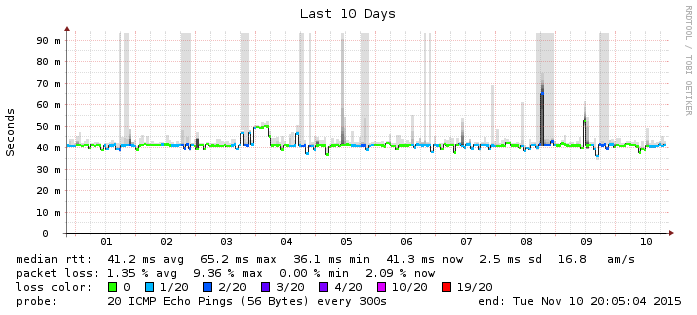 Last 10 Days
RRDTOOL / TOBI OETIKER
Seconds
90 m
80 m
70 m
60 m
50 m
40 m
30 m
20 m
10 m
0
01 02 03 04 05 06 07 08 09 10
median rtt: 41.2 ms avg 65.2 ms max 36.1 ms min 41.3 ms now 2.5 ms sd 16.8 am/s
packet loss: 1.35 % avg 9.36 % max 0.00 % min 2.09 % now
loss color: 0 1/20 2/20 3/20 4/20 10/20 19/20
probe: 20 ICMP Echo Pings (56 Bytes) every 300s end: Tue Nov 10 20:05:04 2015